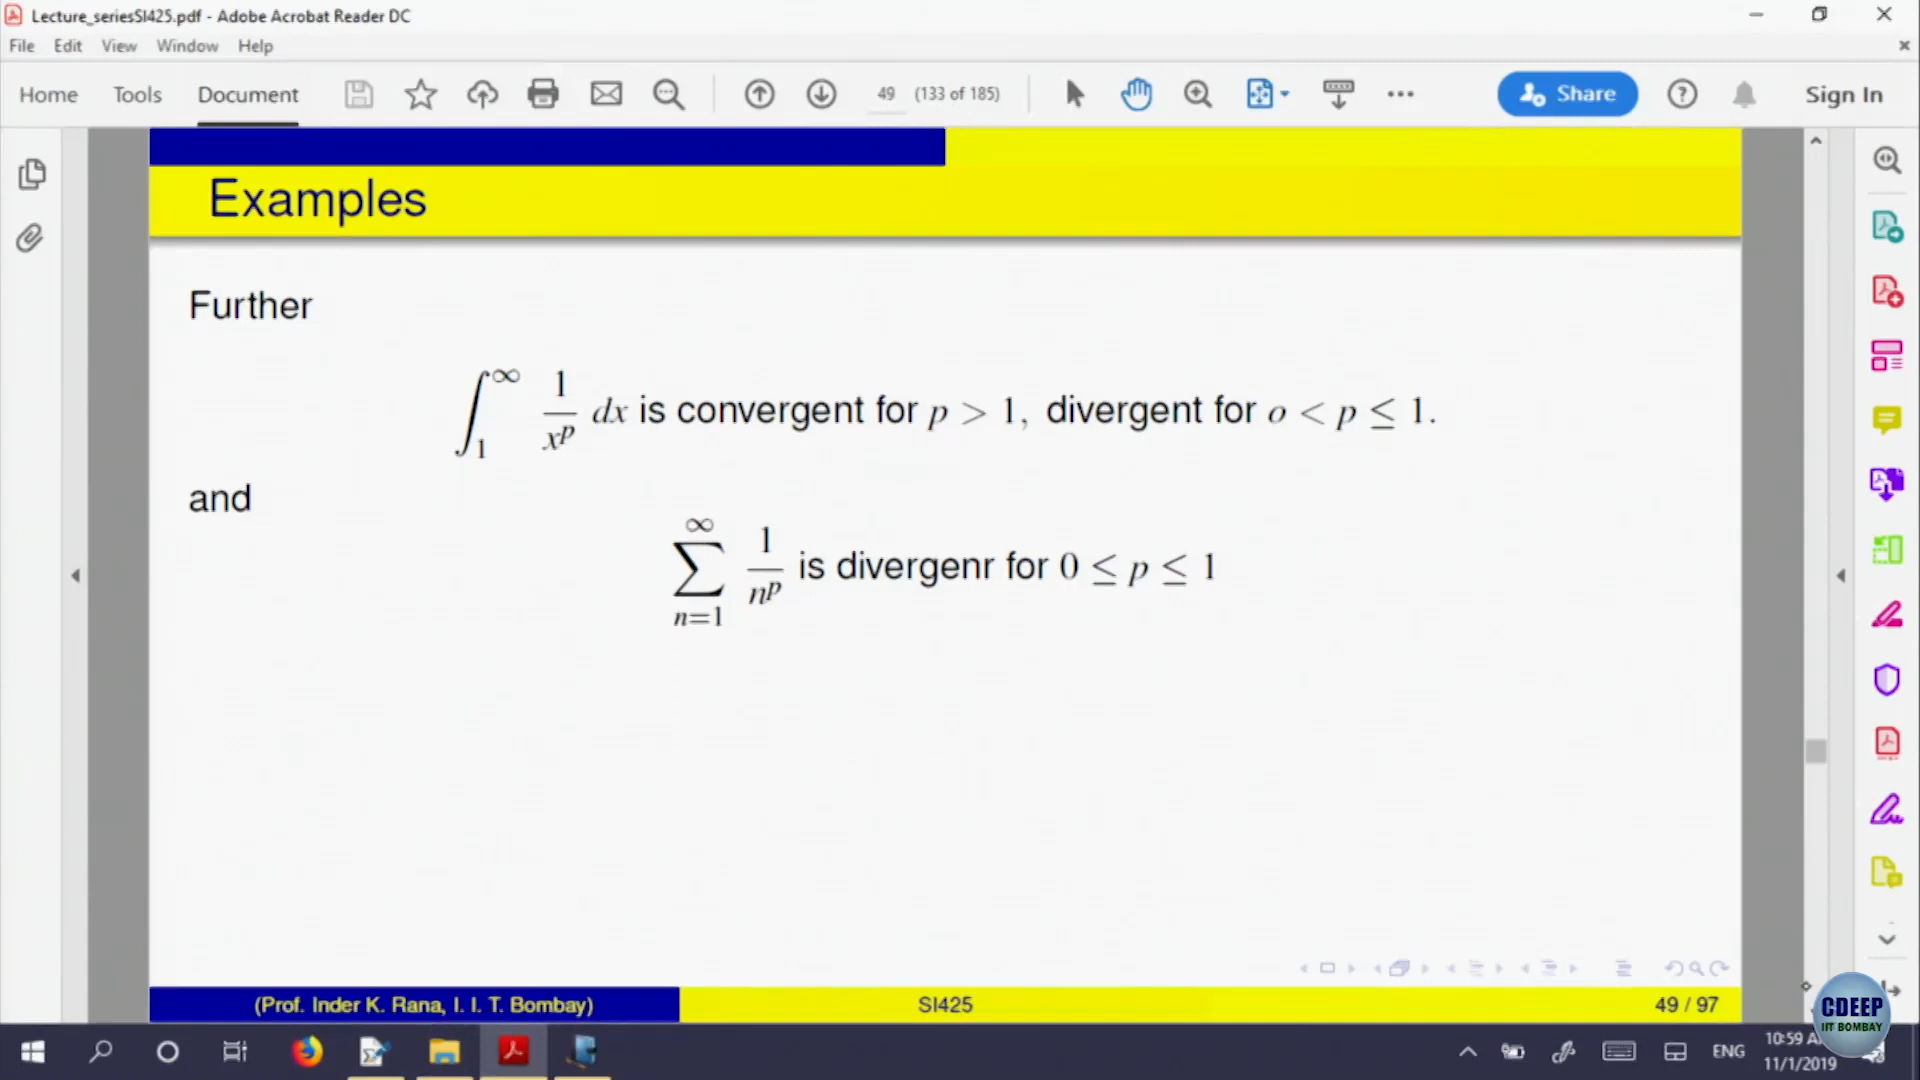 Lecture_seriesSI425.pdf - Adobe Acrobat Reader DC
File Edit View Window Help
Home Tools Document 49 (133 of 185) Share Sign In
Examples
Further
∫_1^∞ 1/x^p dx is convergent for p > 1, divergent for o < p ≤ 1.
and
∑_{n=1}^∞ 1/n^p is divergenr for 0 ≤ p ≤ 1
(Prof. Inder K. Rana, I. I. T. Bombay) SI425 49 / 97
CDEEP
IIT BOMBAY
ENG
10:59 A
11/1/2019